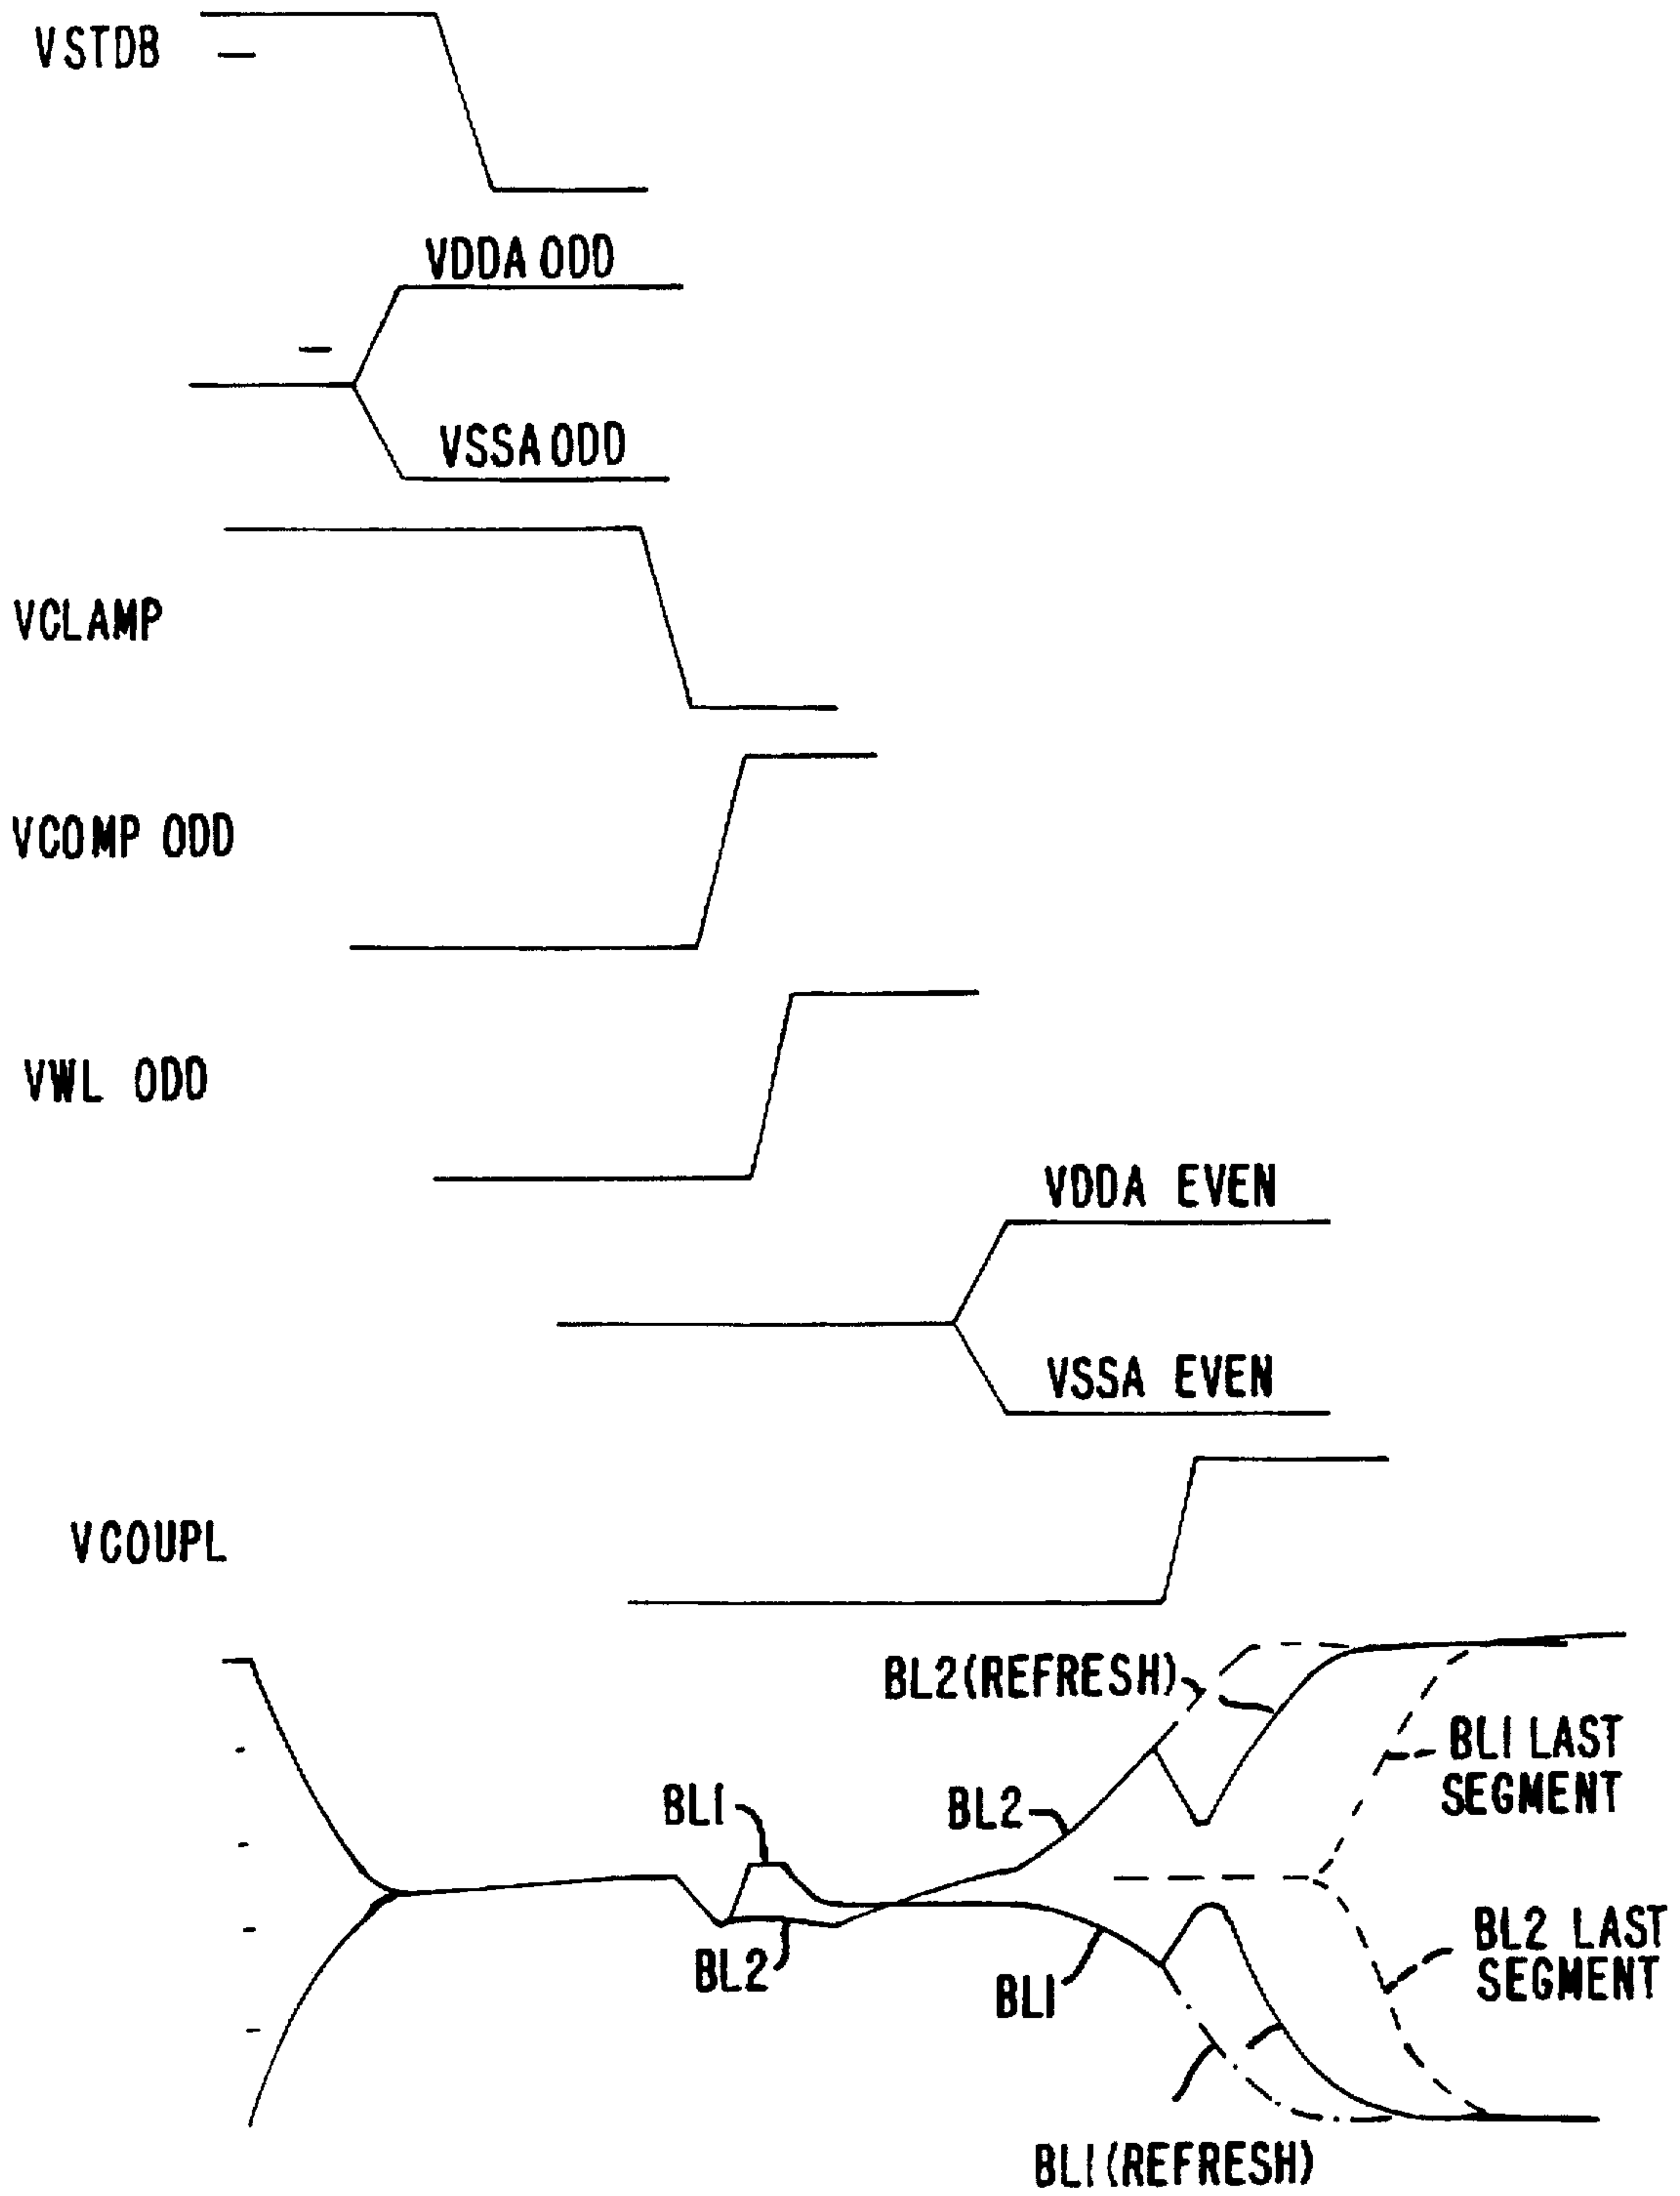 VSTDB
VDDA ODD
VSSA ODD
VCLAMP
VCOMP ODD
VWL ODD
VDDA EVEN
VSSA EVEN
VCOUPL
BL2(REFRESH)
BL1 LAST
SEGMENT
BL1
BL2
BL2
BL1
BL2 LAST
SEGMENT
BL1(REFRESH)